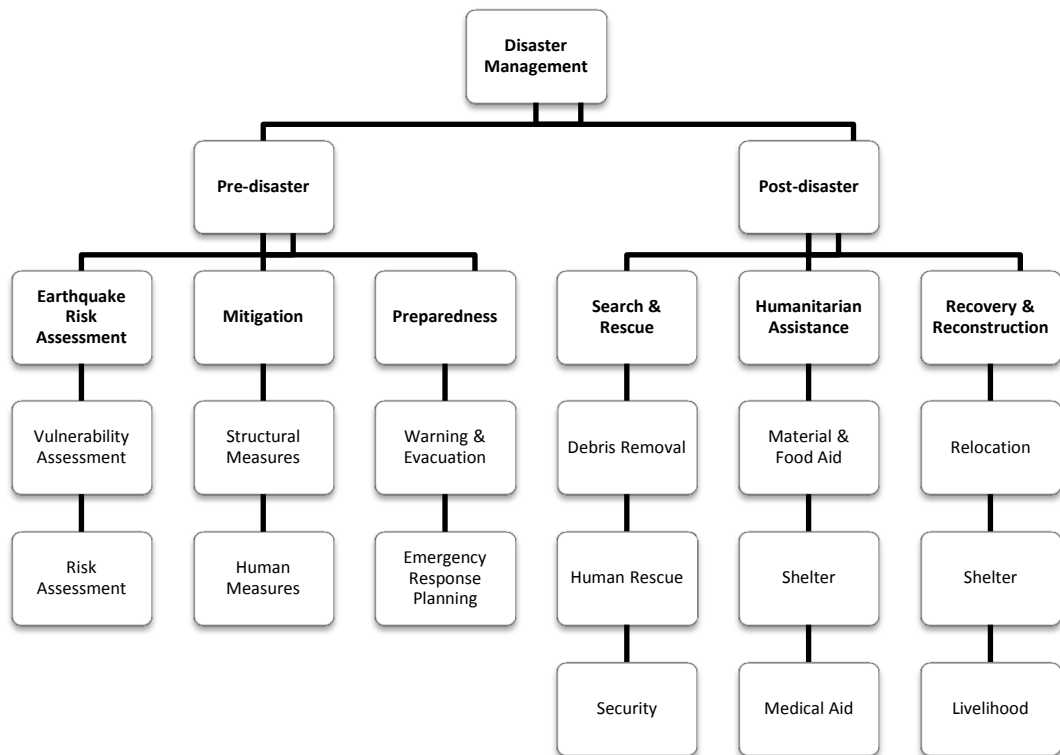 Disaster
Management
Pre-disaster
Post-disaster
Earthquake
Risk
Assessment
Mitigation
Preparedness
Search &
Rescue
Humanitarian
Assistance
Recovery &
Reconstruction
Vulnerability
Assessment
Structural
Measures
Warning &
Evacuation
Debris Removal
Material &
Food Aid
Relocation
Risk
Assessment
Human
Measures
Emergency
Response
Planning
Human Rescue
Shelter
Shelter
Security
Medical Aid
Livelihood